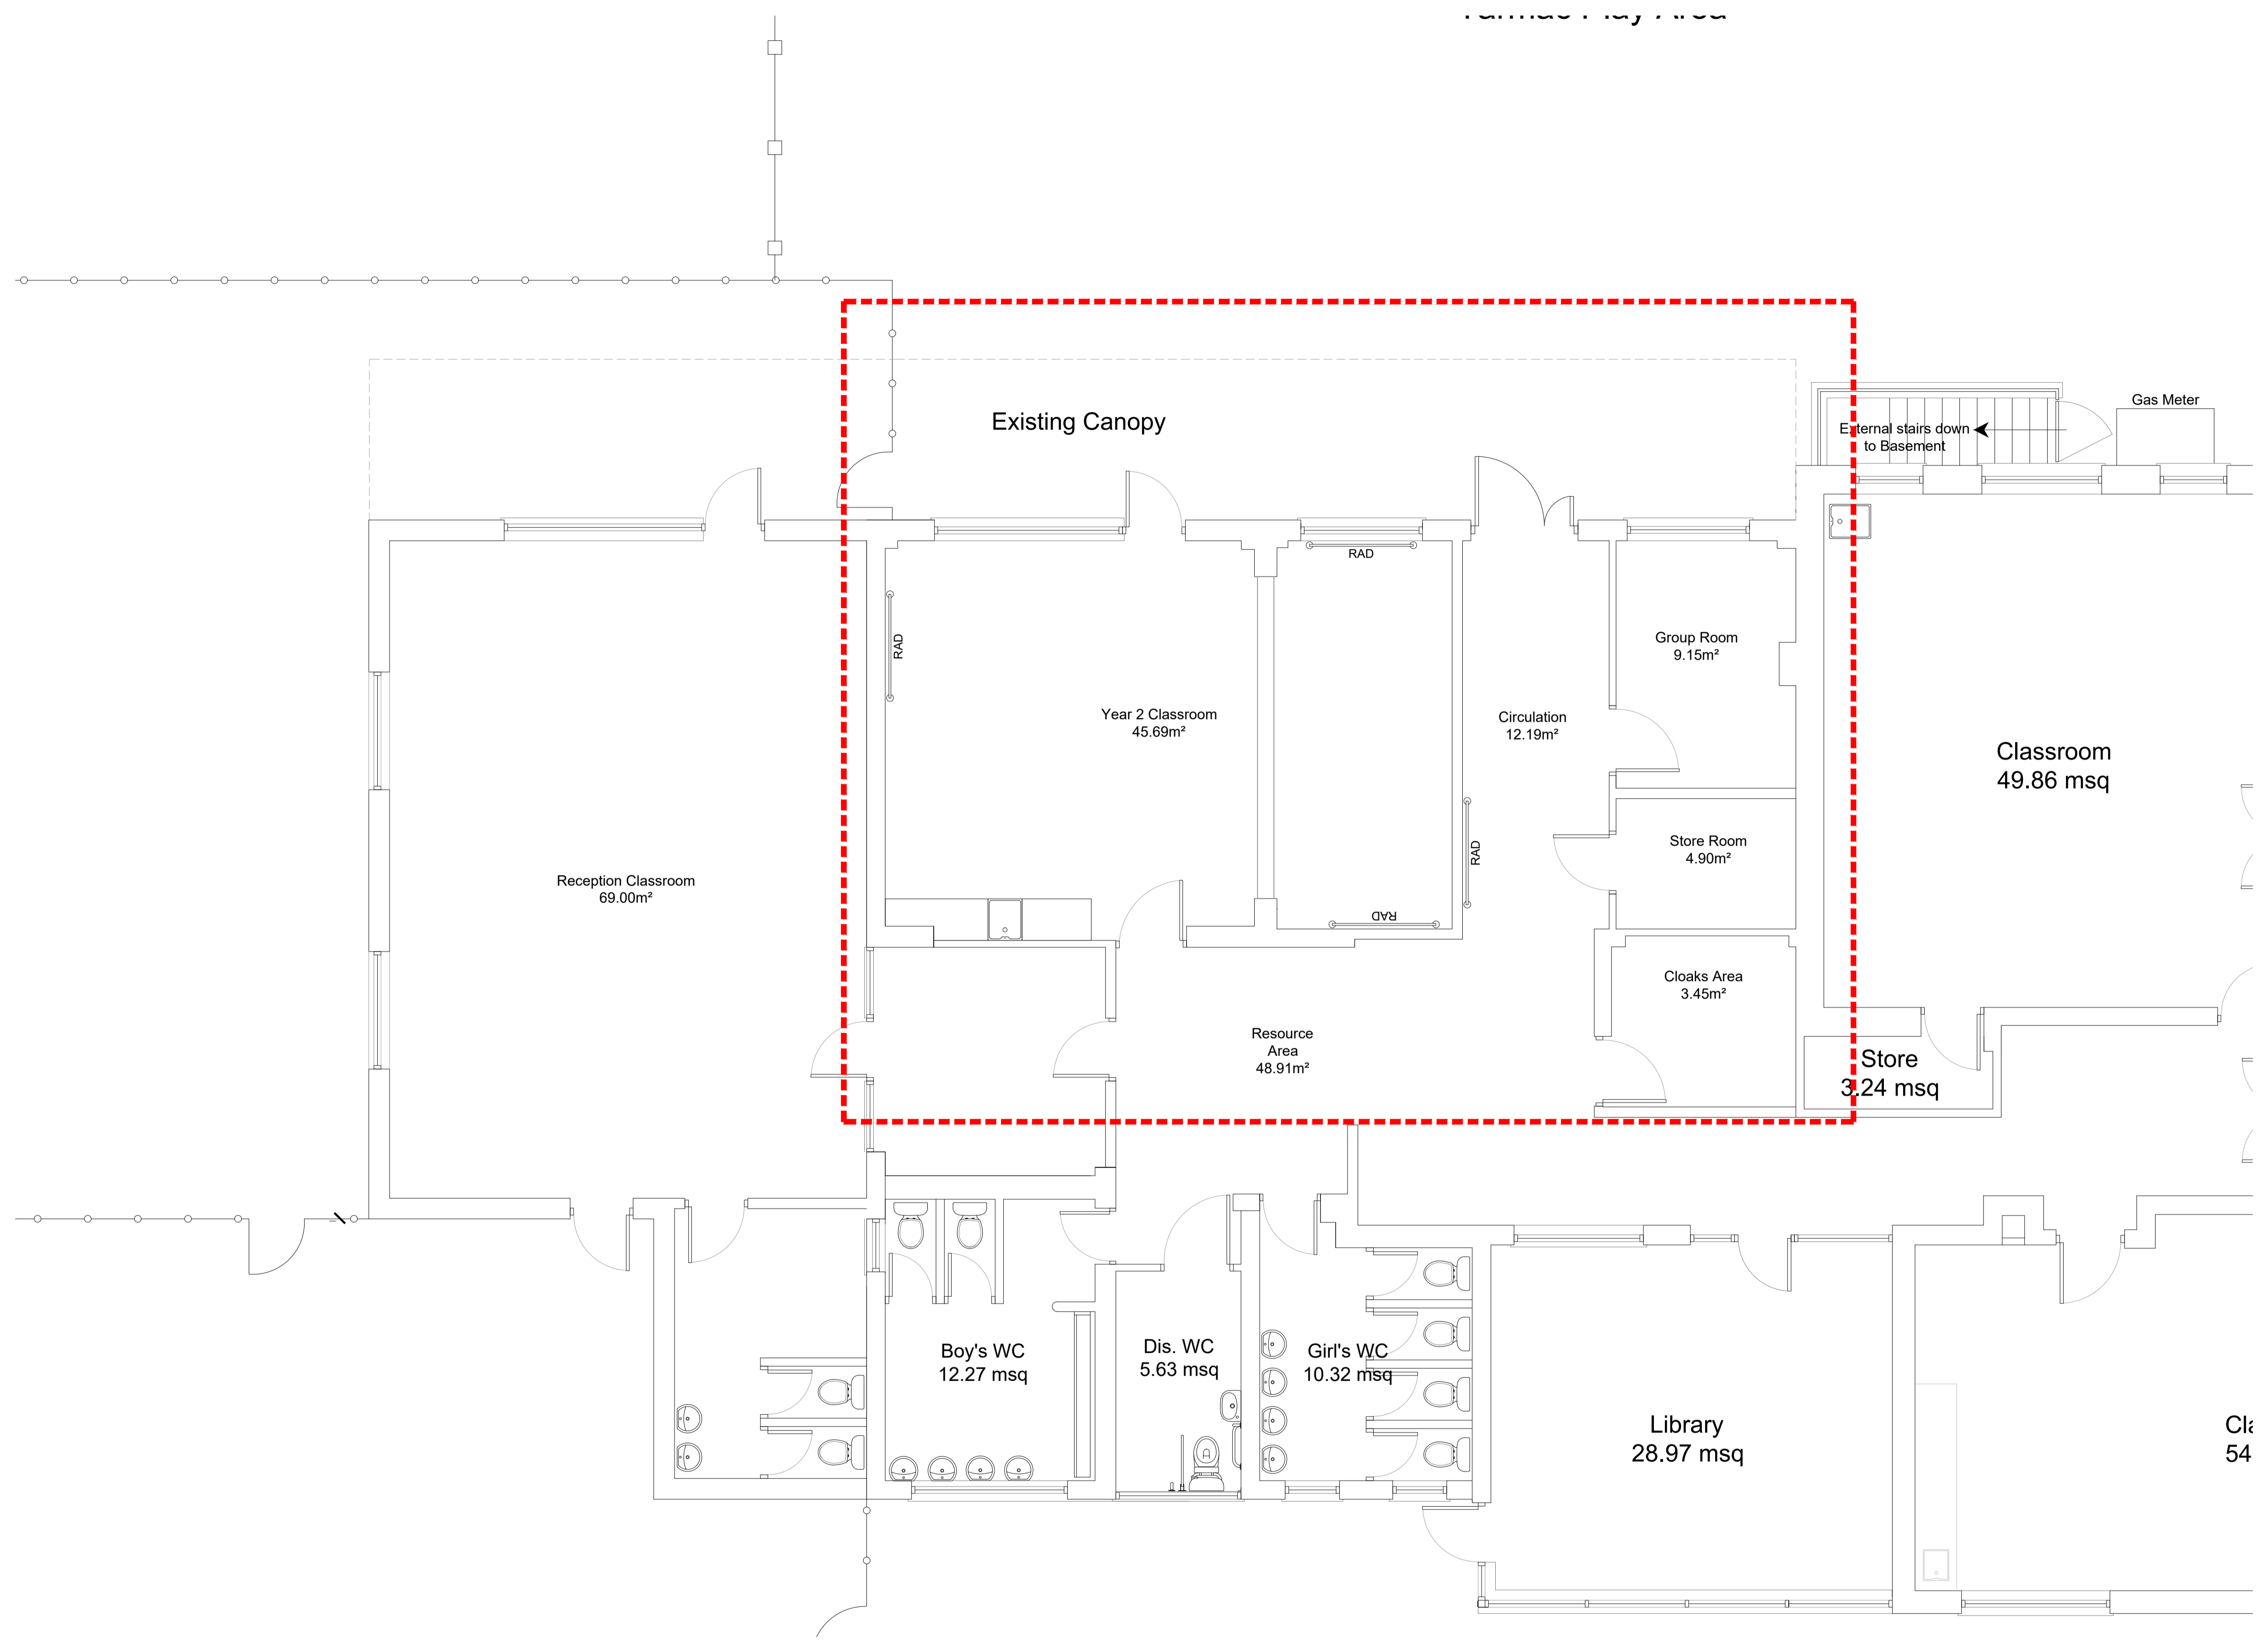 Existing Canopy
Gas Meter
External stairs down
to Basement
RAD
RAD
Group Room
9.15m²
Year 2 Classroom
45.69m²
Circulation
12.19m²
Classroom
49.86 msq
Store Room
4.90m²
RAD
Reception Classroom
69.00m²
RAD
Cloaks Area
3.45m²
Resource
Area
48.91m²
Store
3.24 msq
Boy's WC
12.27 msq
Dis. WC
5.63 msq
Girl's WC
10.32 msq
Library
28.97 msq
54